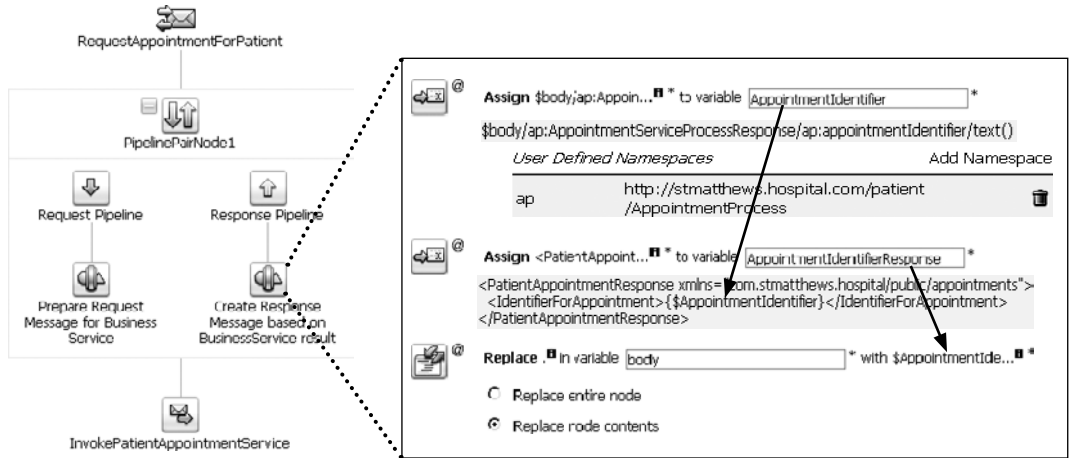 RequestAppointmentForPatient
PipelinePairNode1
Request Pipeline
Response Pipeline
Prepare Request
Message for Business
Service
Create Response
Message based on
BusinessService result
InvokePatientAppointmentService
@
Assign $body/ap:Appoin... * to variable AppointmentIdentifier *
$body/ap:AppointmentServiceProcessResponse/ap:appointmentIdentifier/text()
User Defined Namespaces Add Namespace
ap http://stmatthews.hospital.com/patient
/AppointmentProcess
@
Assign <PatientAppoint... * to variable AppointmentIdentifierResponse *
<PatientAppointmentResponse xmlns="com.stmatthews.hospital/public/appointments">
<IdentifierForAppointment>{$AppointmentIdentifier}</IdentifierForAppointment>
</PatientAppointmentResponse>
@
Replace . in variable body * with $AppointmentIde... *
Replace entire node
Replace node contents